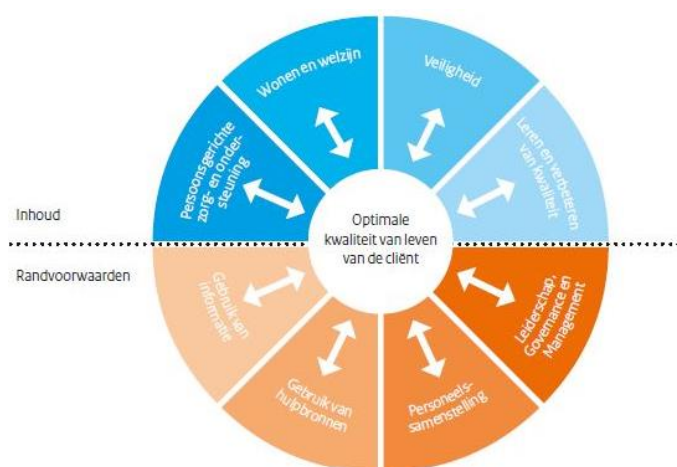 Wonen en welzijn
Veiligheid
Persoonsgerichte
zorg- en onder-
steuning
Leren en verbeteren
van kwaliteit
Inhoud
Optimale
kwaliteit van leven
van de cliënt
Randvoorwaarden
Gebruik van
informatie
Leiderschap,
Governance en
Management
Gebruik van
hulpbronnen
Personeels-
samenstelling